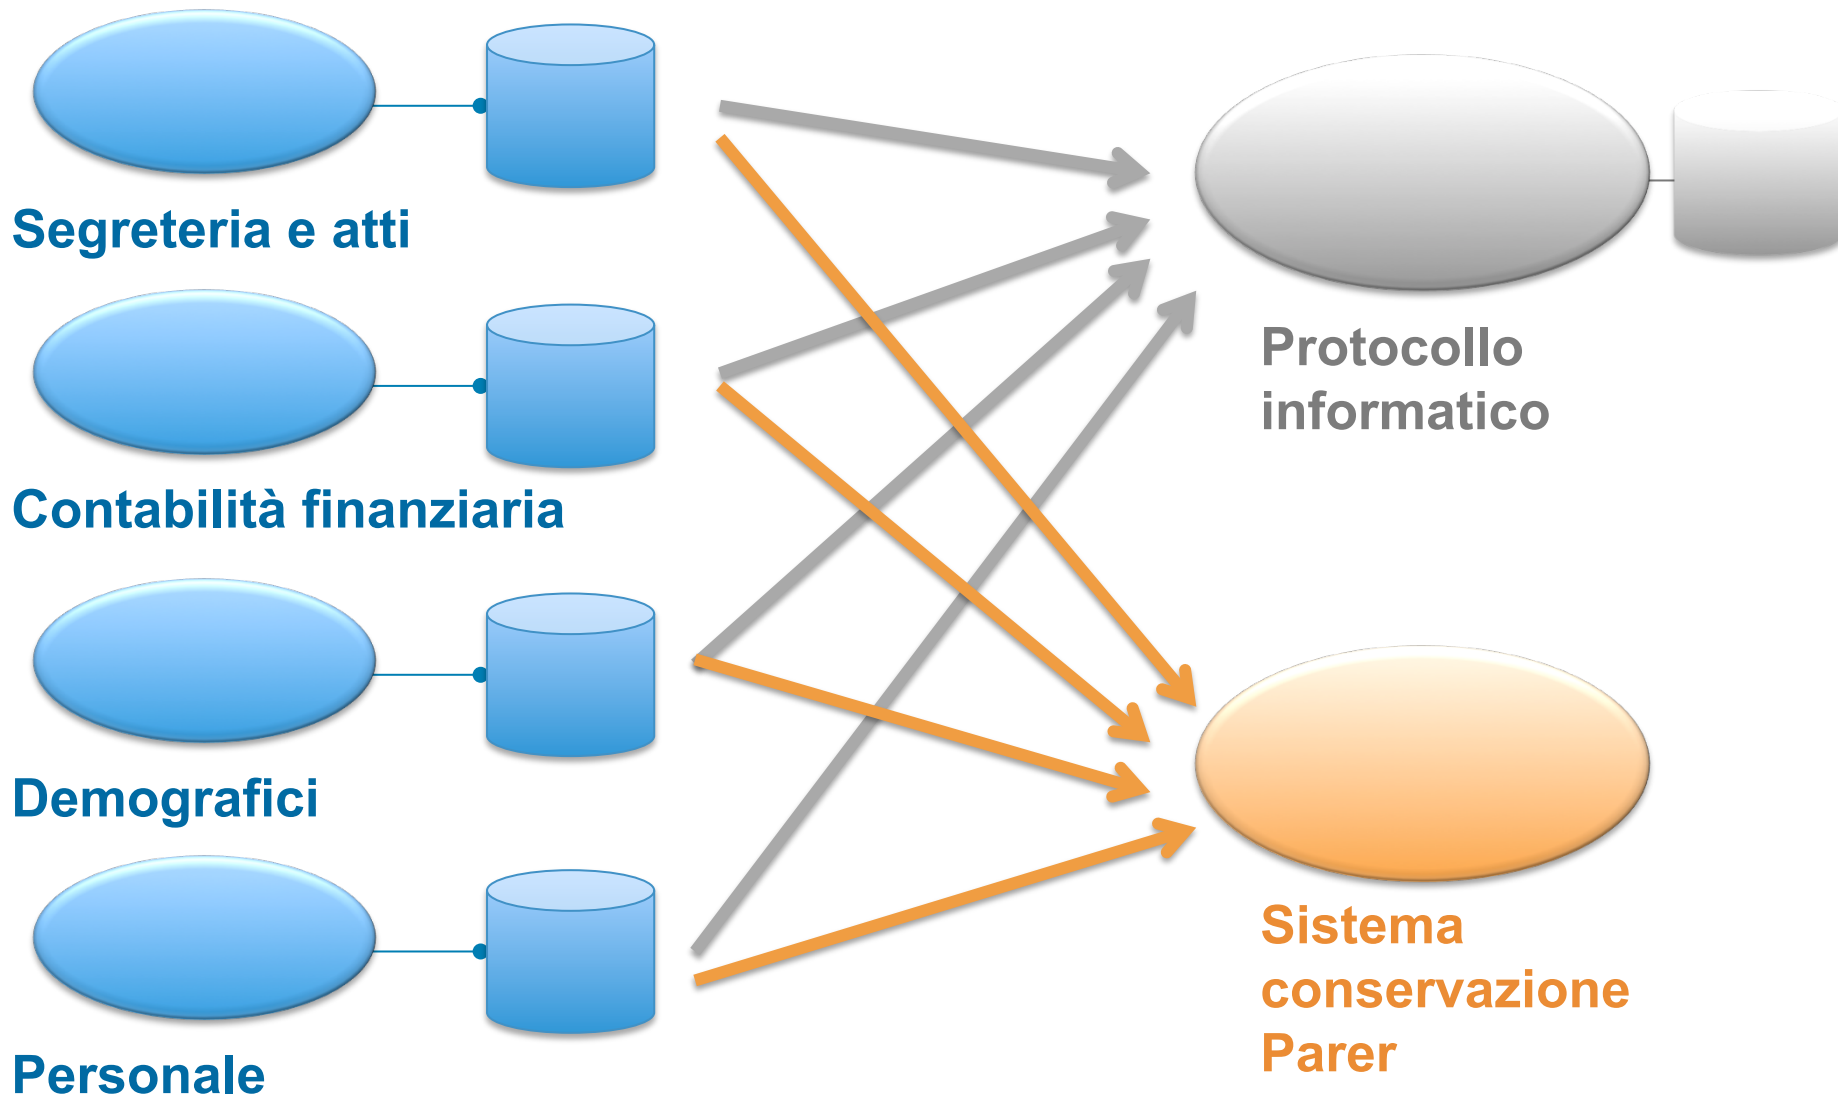 Segreteria e atti
Contabilità finanziaria
Demografici
Personale
Protocollo
informatico
Sistema
conservazione
Parer